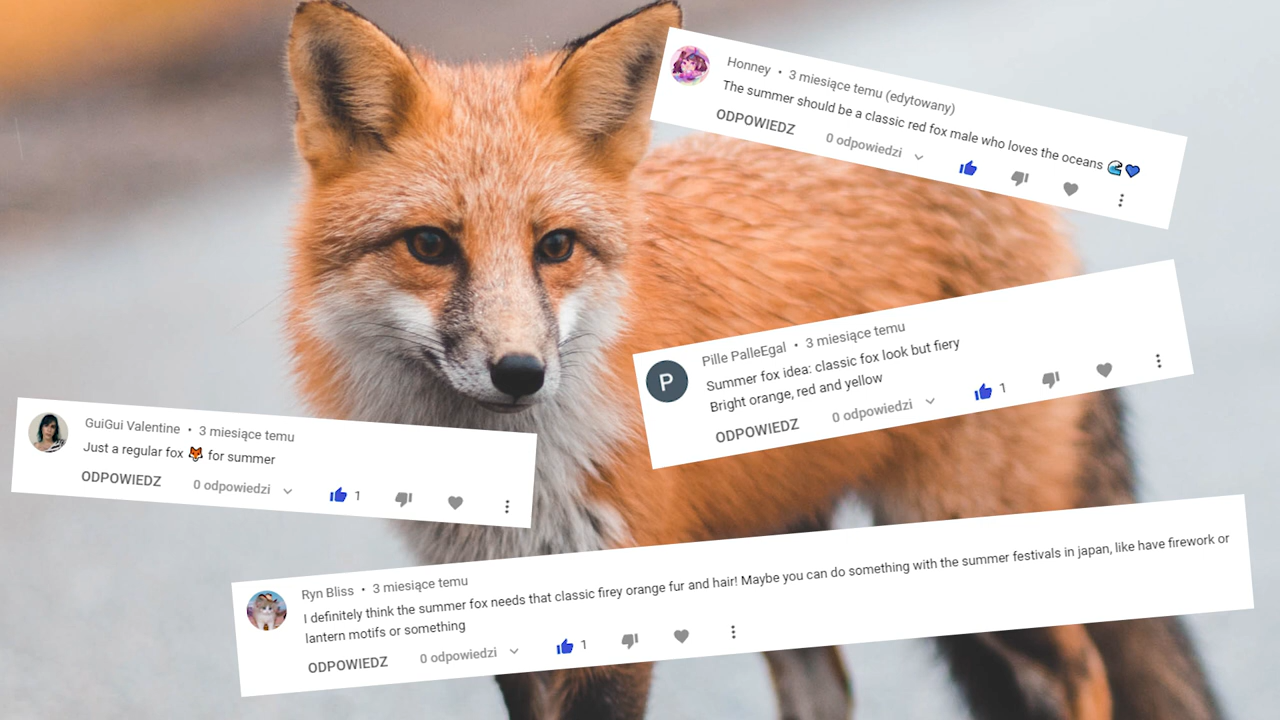 Honney • 3 miesiące temu (edytowany)
The summer should be a classic red fox male who loves the oceans 🌊💙
ODPOWIEDZ 0 odpowiedzi
P
Pille PalleEgal • 3 miesiące temu
Summer fox idea: classic fox look but fiery
Bright orange, red and yellow
ODPOWIEDZ 0 odpowiedzi 1
GuiGui Valentine • 3 miesiące temu
Just a regular fox 🦊 for summer
ODPOWIEDZ 0 odpowiedzi 1
Ryn Bliss • 3 miesiące temu
I definitely think the summer fox needs that classic firey orange fur and hair! Maybe you can do something with the summer festivals in japan, like have firework or
lantern motifs or something
ODPOWIEDZ 0 odpowiedzi 1